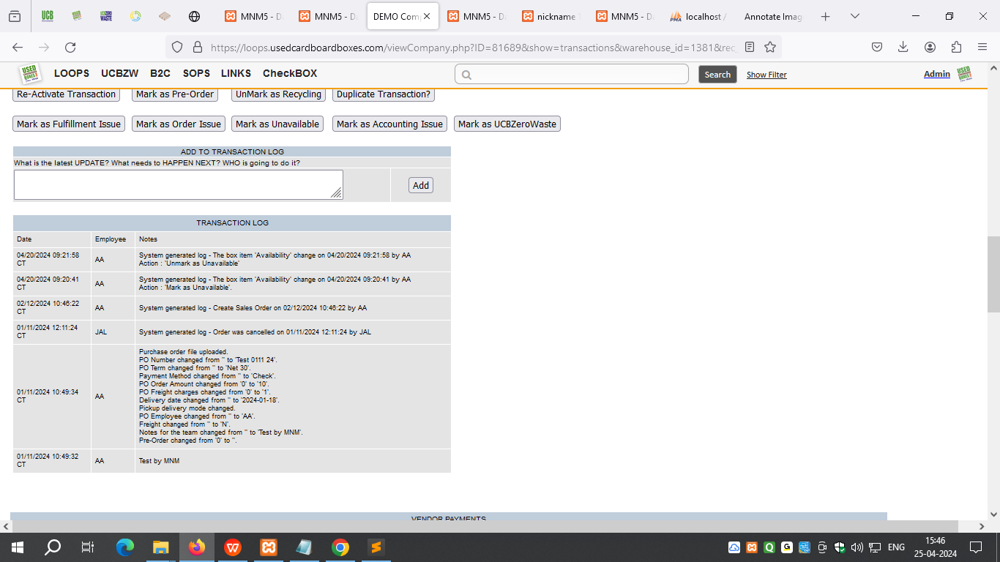 MNM5 - D
MNM5 - Da
DEMO Com
MNM5 - D
nickname
MNM5 - D
localhost /
Annotate Imag
https://loops.usedcardboardboxes.com/viewCompany.php?ID=81689&show=transactions&warehouse_id=1381&rec
LOOPS UCBZW B2C SOPS LINKS CheckBOX
Search
Show Filter
Admin
Re-Activate Transaction Mark as Pre-Order UnMark as Recycling Duplicate Transaction?
Mark as Fulfillment Issue Mark as Order Issue Mark as Unavailable Mark as Accounting Issue Mark as UCBZeroWaste
ADD TO TRANSACTION LOG
What is the latest UPDATE? What needs to HAPPEN NEXT? WHO is going to do it?
Add
TRANSACTION LOG
Date Employee Notes
04/20/2024 09:21:58 CT AA System generated log - The box item 'Availability' change on 04/20/2024 09:21:58 by AA
Action : 'Unmark as Unavailable'
04/20/2024 09:20:41 CT AA System generated log - The box item 'Availability' change on 04/20/2024 09:20:41 by AA
Action : 'Mark as Unavailable'.
02/12/2024 10:46:22 CT AA System generated log - Create Sales Order on 02/12/2024 10:46:22 by AA
01/11/2024 12:11:24 CT JAL System generated log - Order was cancelled on 01/11/2024 12:11:24 by JAL
01/11/2024 10:49:34 CT AA Purchase order file uploaded.
PO Number changed from '' to 'Test 0111 24'.
PO Term changed from '' to 'Net 30'.
Payment Method changed from '' to 'Check'.
PO Order Amount changed from '0' to '10'.
PO Freight charges changed from '0' to '1'.
Delivery date changed from '' to '2024-01-18'.
Pickup delivery mode changed.
PO Employee changed from '' to 'AA'.
Freight changed from '' to 'N'.
Notes for the team changed from '' to 'Test by MNM'.
Pre-Order changed from '0' to ''.
01/11/2024 10:49:32 CT AA Test by MNM
VENDOR PAYMENTS
ENG
15:46
25-04-2024